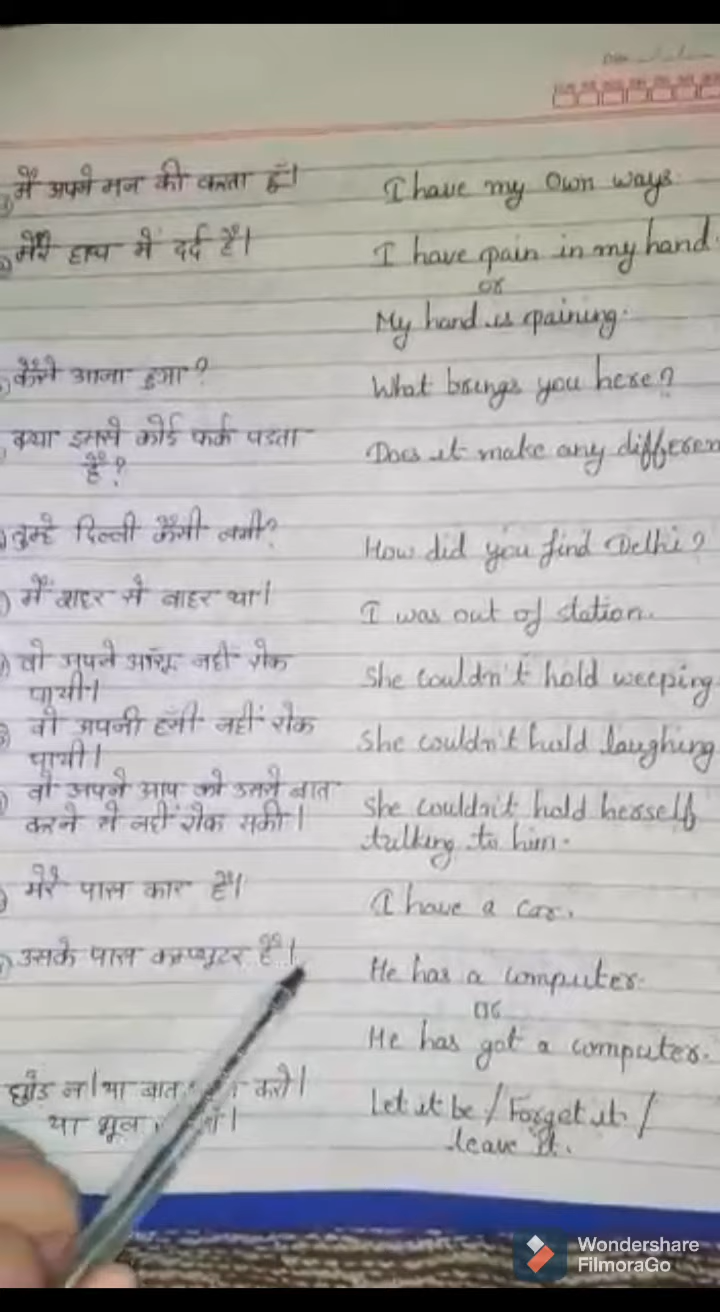 मैं अपने मन की करता हूँ। I have my own ways.
मेरे हाथ में दर्द है। I have pain in my hand.
or
My hand is paining.
कैसे आना हुआ? What brings you here?
क्या इससे कोई फर्क पडता Does it make any differen
है?
तुम्हे दिल्ली कैसी लगी? How did you find Delhi?
मैं शहर से बाहर था। I was out of station.
वो अपने आँसू नहीं रोक She couldn't hold weeping
पायी।
वो अपनी हँसी नहीं रोक She couldn't hold laughing
पायी।
वो अपने आप को उससे बात She couldn't hold herself
करने से नहीं रोक सकी। talking to him.
मेरे पास कार है। I have a car.
उसके पास कम्प्यूटर है। He has a computer.
OR
He has got a computer.
छोड़ न। या बात करो। Let it be / Forget it /
या भूल leave it.
Wondershare
FilmoraGo